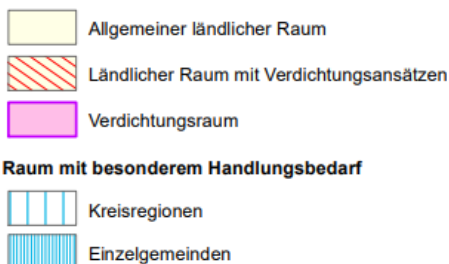 Allgemeiner ländlicher Raum
Ländlicher Raum mit Verdichtungsansätzen
Verdichtungsraum
Raum mit besonderem Handlungsbedarf
Kreisregionen
Einzelgemeinden